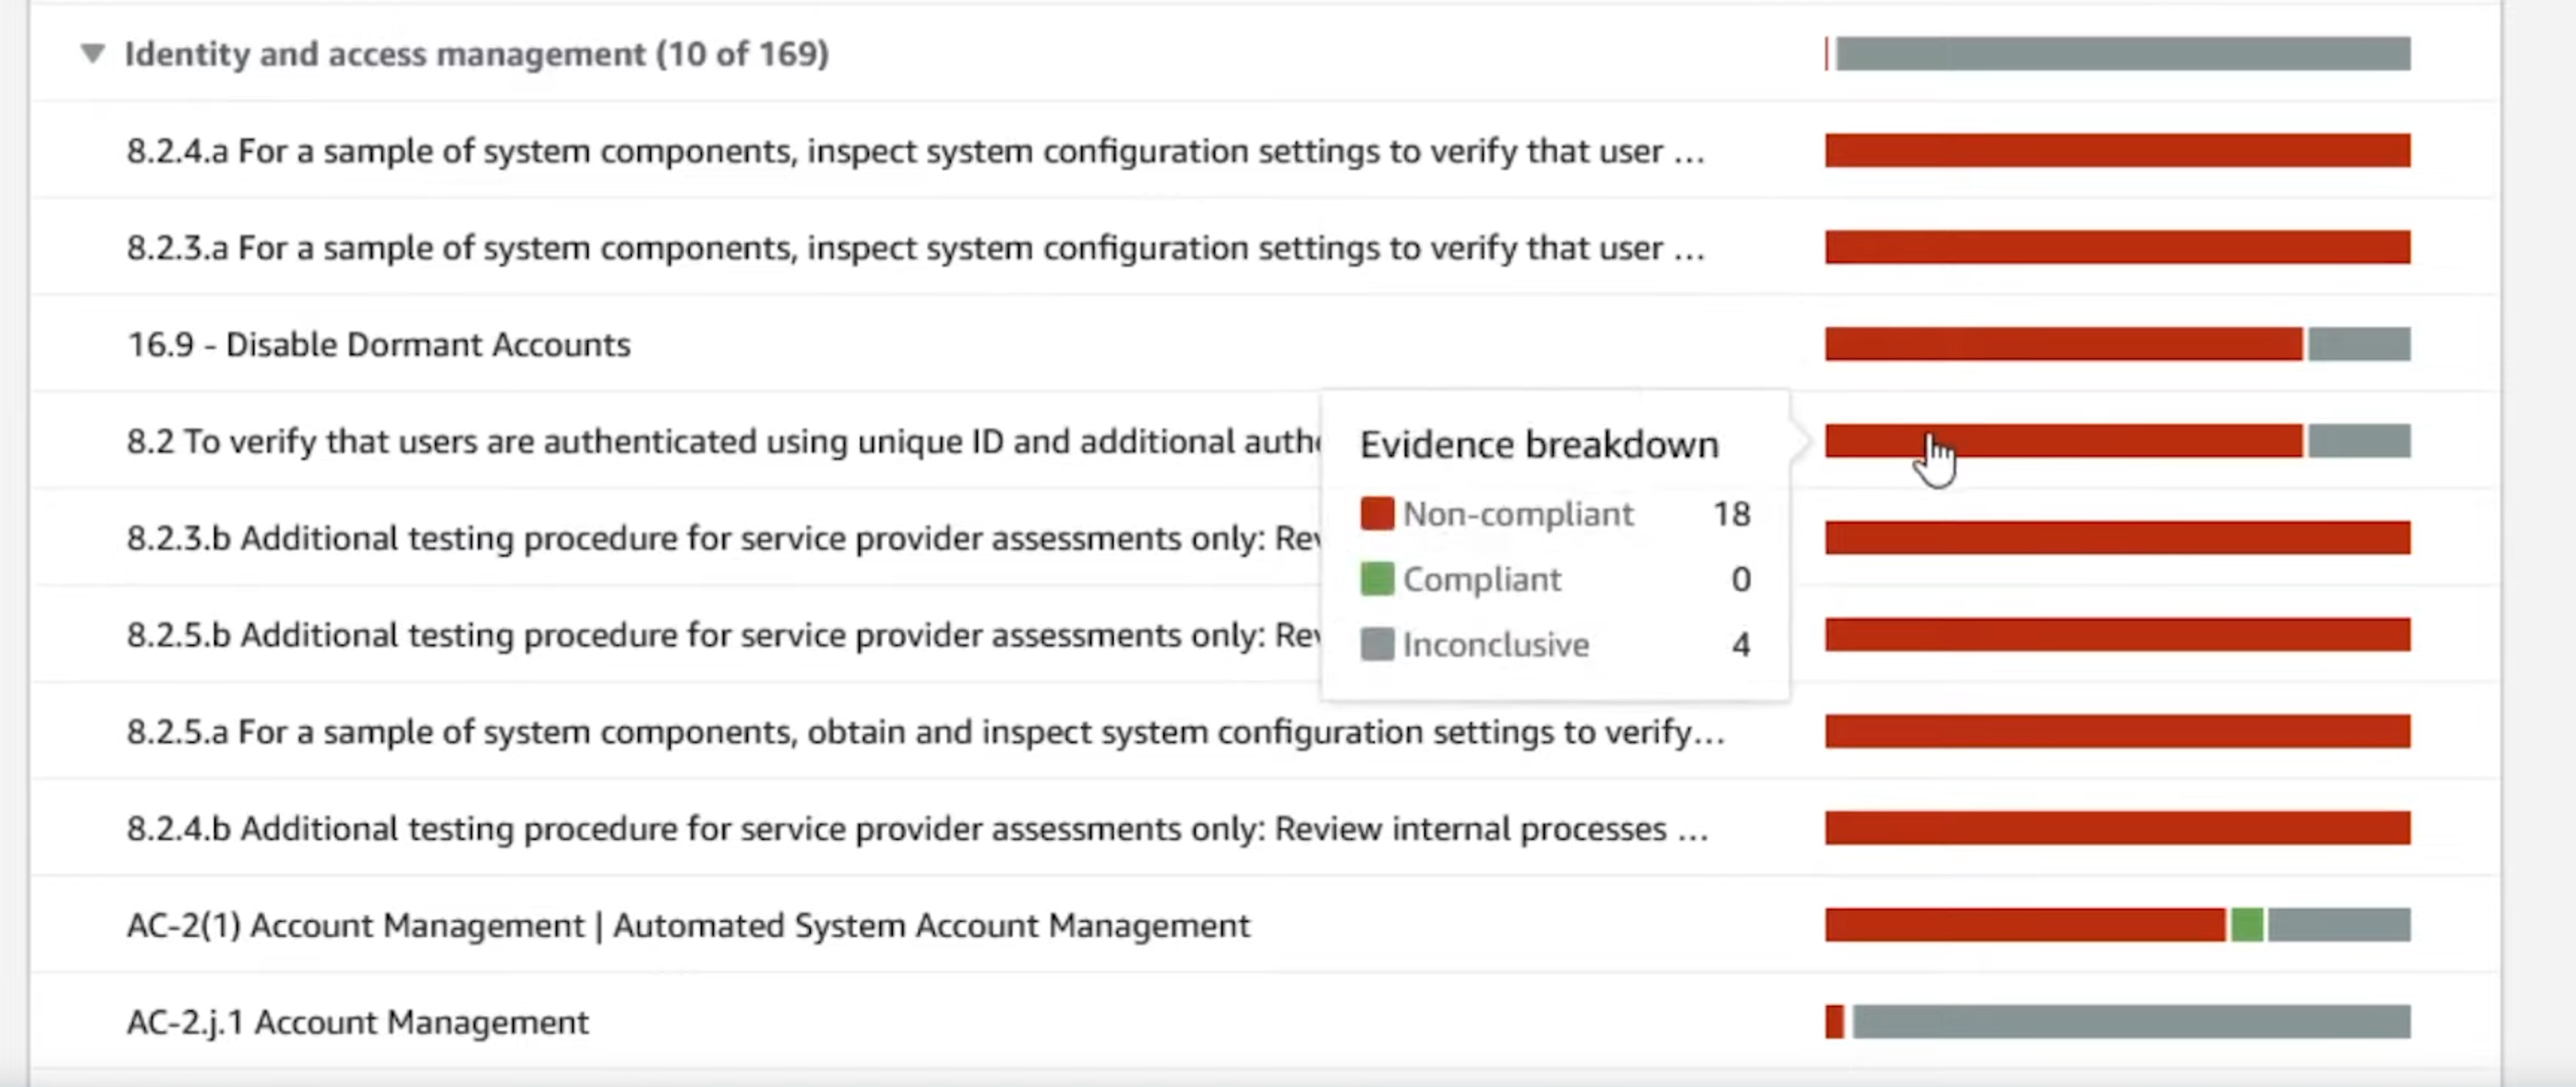 Identity and access management (10 of 169)
8.2.4.a For a sample of system components, inspect system configuration settings to verify that user ...
8.2.3.a For a sample of system components, inspect system configuration settings to verify that user ...
16.9 - Disable Dormant Accounts
8.2 To verify that users are authenticated using unique ID and additional
Evidence breakdown
Non-compliant 18
Compliant 0
Inconclusive 4
8.2.3.b Additional testing procedure for service provider assessments only:
8.2.5.b Additional testing procedure for service provider assessments only:
8.2.5.a For a sample of system components, obtain and inspect system configuration settings to verify...
8.2.4.b Additional testing procedure for service provider assessments only: Review internal processes ...
AC-2(1) Account Management | Automated System Account Management
AC-2.j.1 Account Management